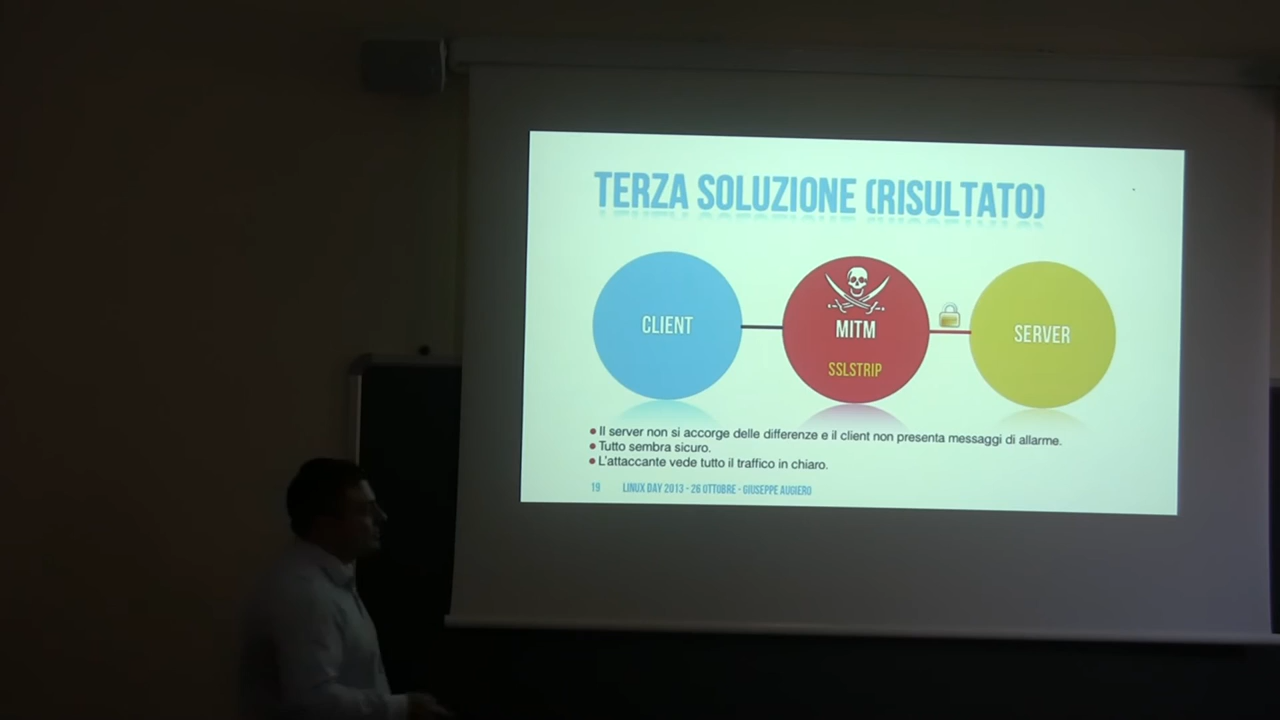 TERZA SOLUZIONE (RISULTATO)
CLIENT
MITM
SSLSTRIP
SERVER
Il server non si accorge delle differenze e il client non presenta messaggi di allarme.
Tutto sembra sicuro.
L'attaccante vede tutto il traffico in chiaro.
19 LINUX DAY 2013 - 26 OTTOBRE - GIUSEPPE AUGIERO